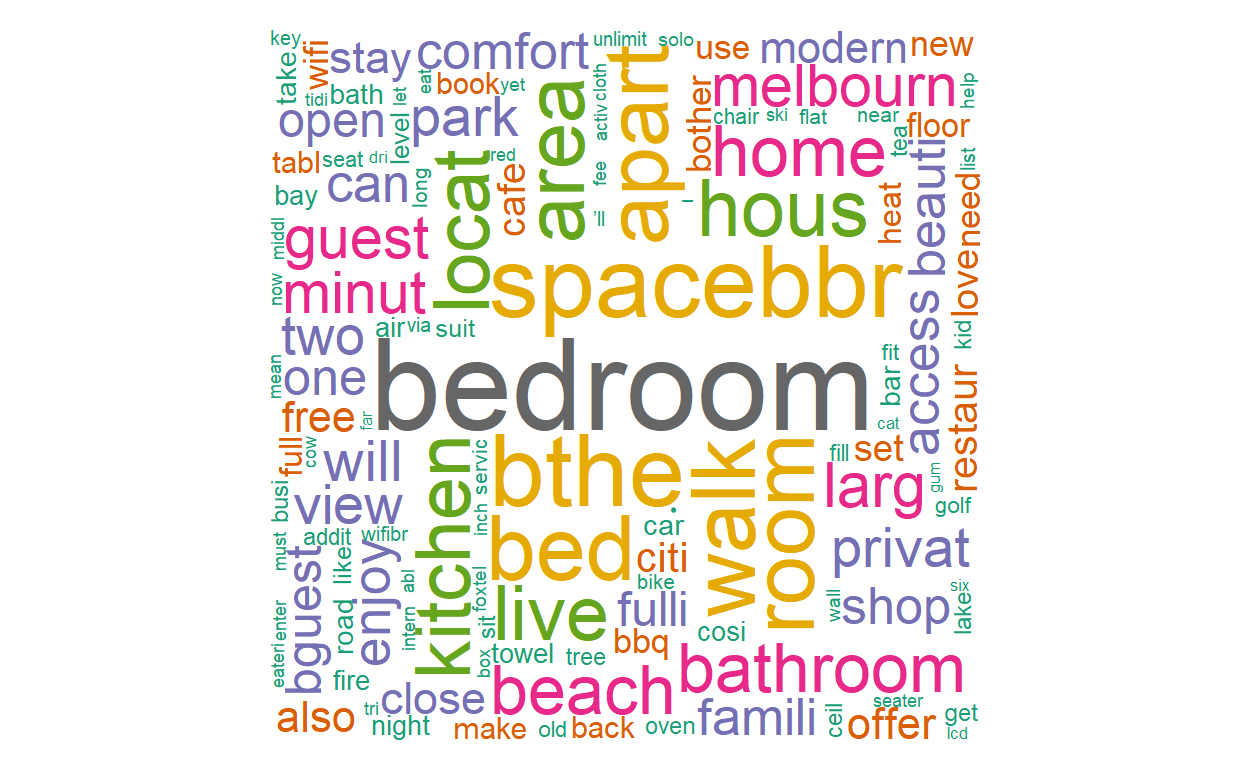 key
take
wifi
stay
comfort
unlimit
solo
use
modern
new
tidi
bath
let
eat
book
yet
area
cloth
activ
apart
bother
melbourn
help
open
park
level
chair
ski
flat
near
tea
floor
tabl
seat
dri
red
locat
cafe
fee
home
list
bay
can
long
'll
–
hous
heat
beauti
need
middl
guest
now
minut
spacebbr
access
love
two
air
via
suit
kid
mean
one
bedroom
fit
bar
free
far
cat
restaur
full
cow
will
kitchen
servic
bthe
walk
room
fill
set
larg
gum
golf
busi
view
inch
.
car
must
addit
wifibr
bed
citi
privat
bguest
like
enjoy
abl
foxtel
bike
wall
shop
six
lake
road
intern
sit
live
fulli
cosi
enter
eateri
fire
box
towel
tree
bbq
bathroom
beach
tri
close
seater
also
night
make
old
back
oven
famili
ceil
offer
get
lcd